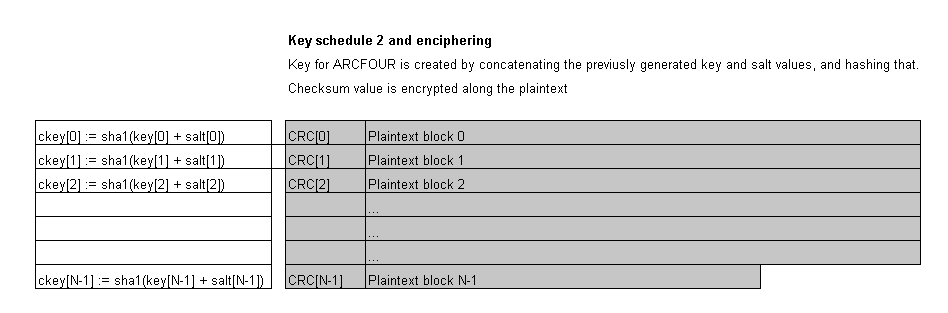 Key schedule 2 and enciphering
Key for ARCFOUR is created by concatenating the previusly generated key and salt values, and hashing that.
Checksum value is encrypted along the plaintext
ckey[0] := sha1(key[0] + salt[0]) CRC[0] Plaintext block 0
ckey[1] := sha1(key[1] + salt[1]) CRC[1] Plaintext block 1
ckey[2] := sha1(key[2] + salt[2]) CRC[2] Plaintext block 2
...
...
...
ckey[N-1] := sha1(key[N-1] + salt[N-1]) CRC[N-1] Plaintext block N-1